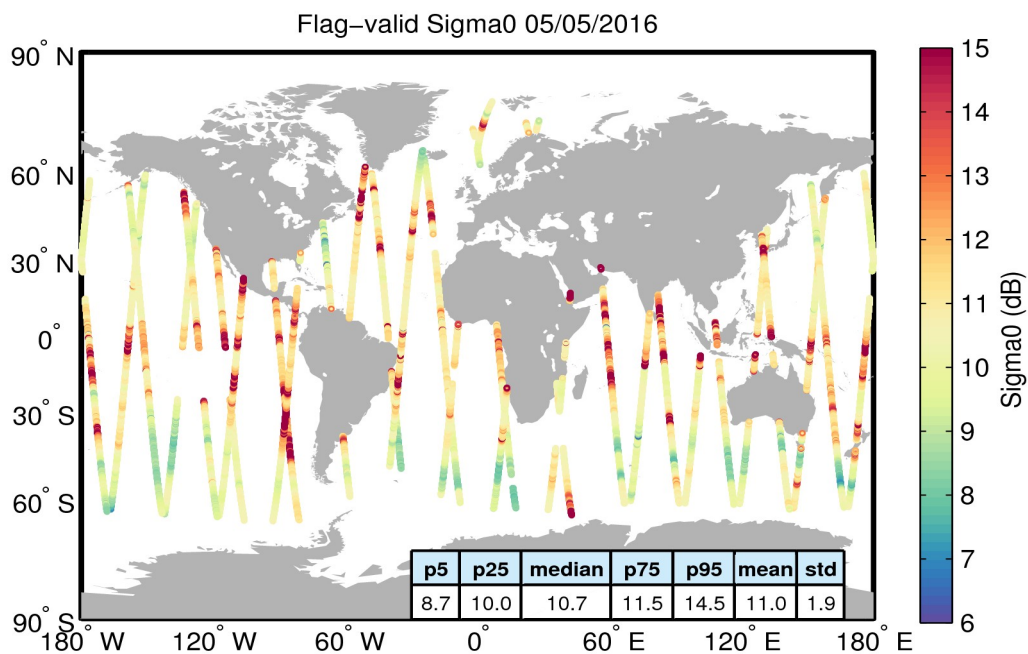 Flag-valid Sigma0 05/05/2016
90° N
60° N
30° N
0°
30° S
60° S
90° S
180° W
120° W
60° W
0°
60° E
120° E
180° E
p5 p25 median p75 p95 mean std
8.7 10.0 10.7 11.5 14.5 11.0 1.9
15
14
13
12
11
10
9
8
7
6
Sigma0 (dB)